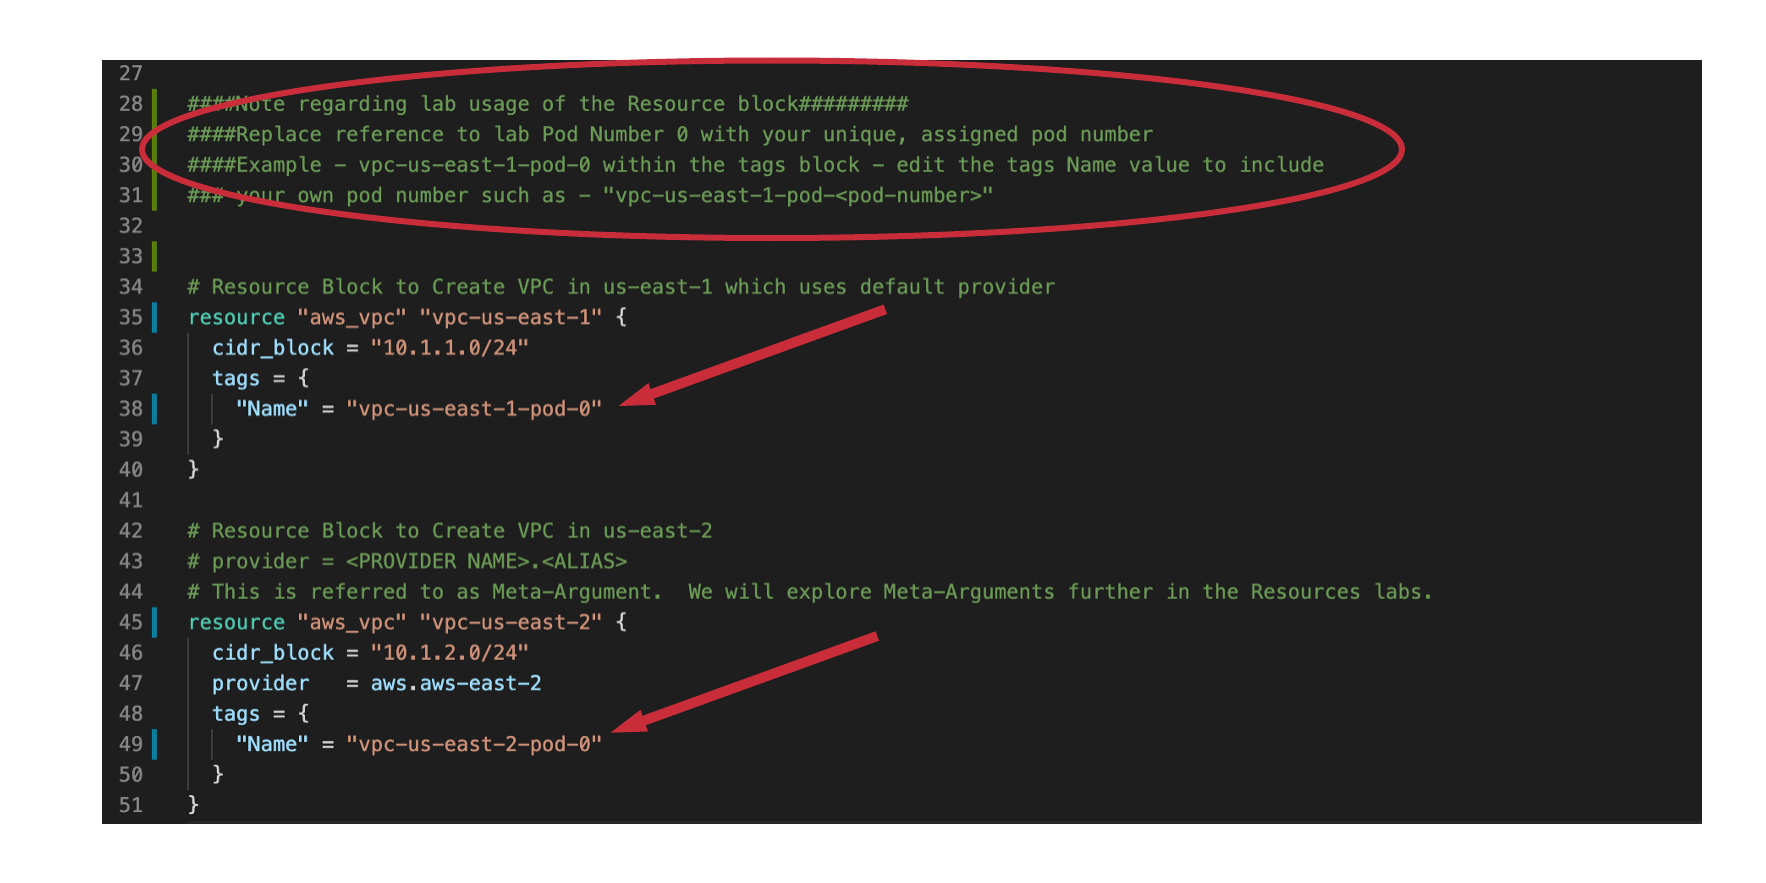 27
28 ####Note regarding lab usage of the Resource block#########
29 ####Replace reference to lab Pod Number 0 with your unique, assigned pod number
30 ####Example - vpc-us-east-1-pod-0 within the tags block - edit the tags Name value to include
31 ### your own pod number such as - "vpc-us-east-1-pod-<pod-number>"
32
33
34 # Resource Block to Create VPC in us-east-1 which uses default provider
35 resource "aws_vpc" "vpc-us-east-1" {
36   cidr_block = "10.1.1.0/24"
37   tags = {
38     "Name" = "vpc-us-east-1-pod-0"
39   }
40 }
41
42 # Resource Block to Create VPC in us-east-2
43 # provider = <PROVIDER NAME>.<ALIAS>
44 # This is referred to as Meta-Argument.  We will explore Meta-Arguments further in the Resources labs.
45 resource "aws_vpc" "vpc-us-east-2" {
46   cidr_block = "10.1.2.0/24"
47   provider   = aws.aws-east-2
48   tags = {
49     "Name" = "vpc-us-east-2-pod-0"
50   }
51 }